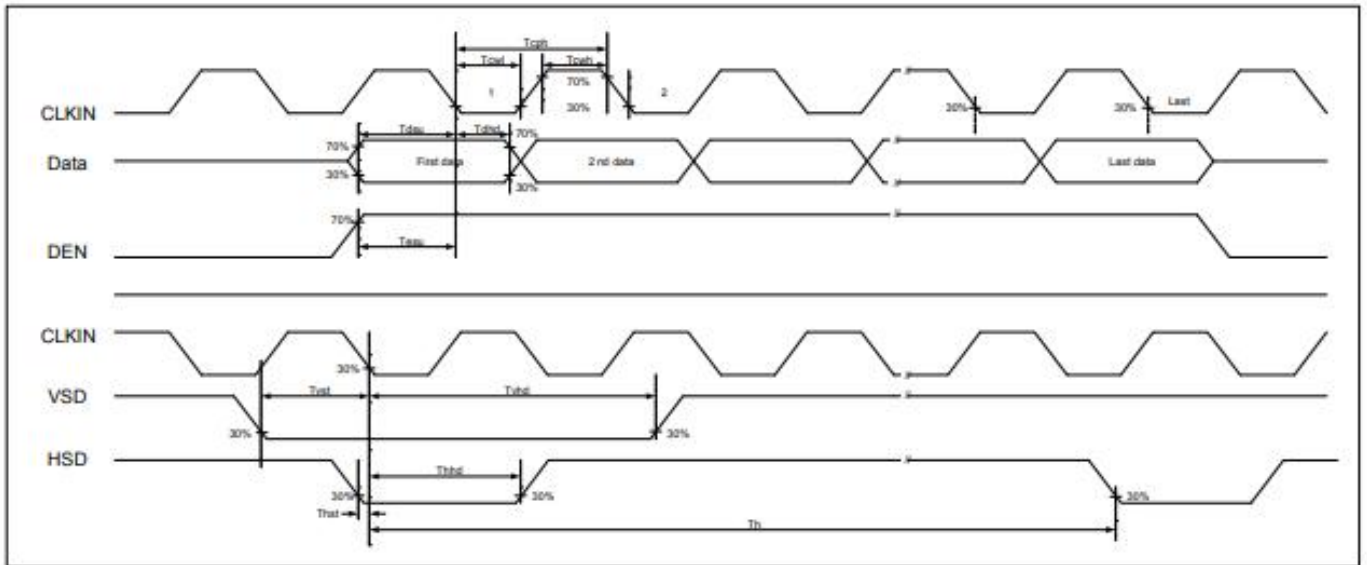 Tcph
Tcwl
Tcwh
CLKIN
1
70%
30%
2
30%
30%
Last
Tdsu
Tdhd
70%
70%
Data
First data
2 nd data
Last data
30%
30%
70%
DEN
Tesu
CLKIN
30%
Tvst
Tvhd
VSD
30%
30%
HSD
Thhd
30%
30%
30%
Thst
Th